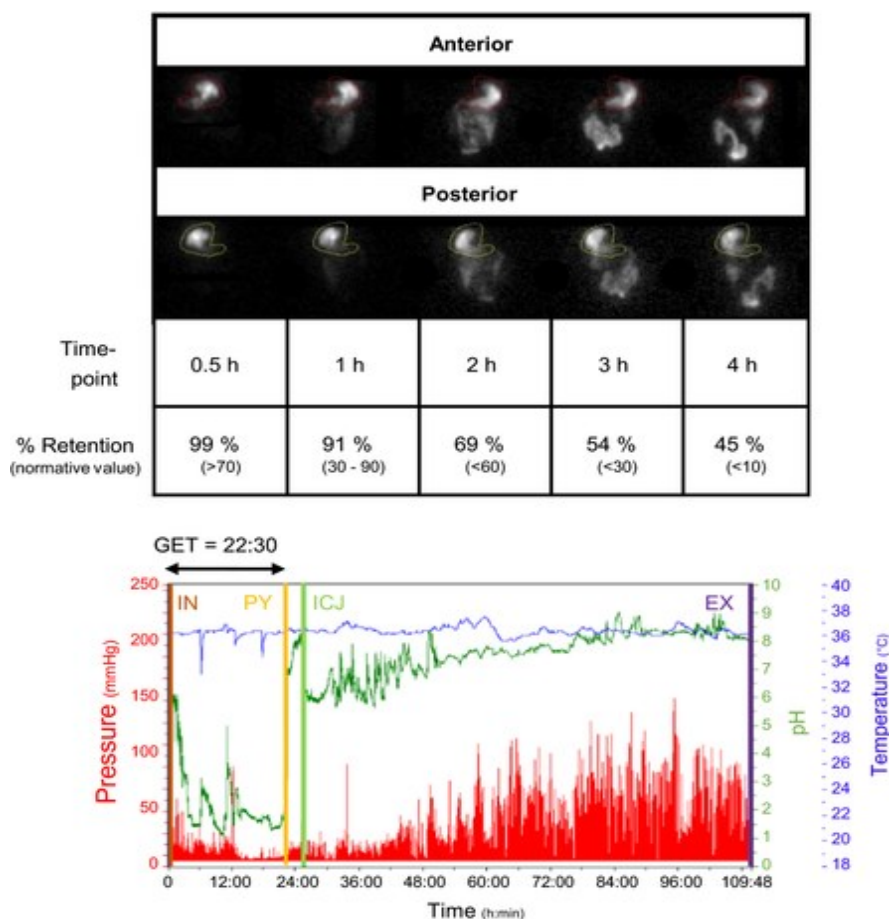 Anterior
Posterior
Time-
point
0.5 h
1 h
2 h
3 h
4 h
% Retention
(normative value)
99 %
(>70)
91 %
(30 - 90)
69 %
(<60)
54 %
(<30)
45 %
(<10)
GET = 22:30
250
200
150
100
50
0
Pressure (mmHg)
IN
PY
ICJ
EX
10
9
8
7
6
5
4
3
2
1
0
pH
40
38
36
34
32
30
28
26
24
22
20
18
Temperature (°C)
0
12:00
24:00
36:00
48:00
60:00
72:00
84:00
96:00
109:48
Time (h:min)